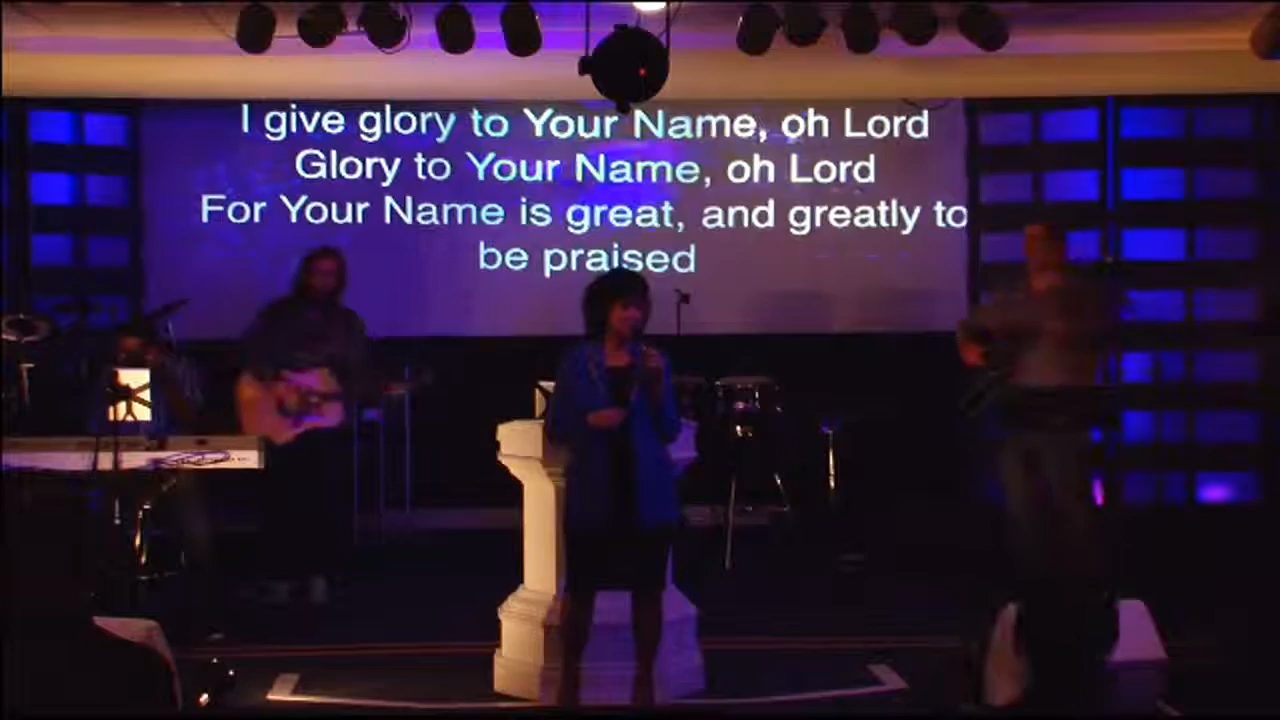 I give glory to Your Name, oh Lord
Glory to Your Name, oh Lord
For Your Name is great, and greatly to
be praised